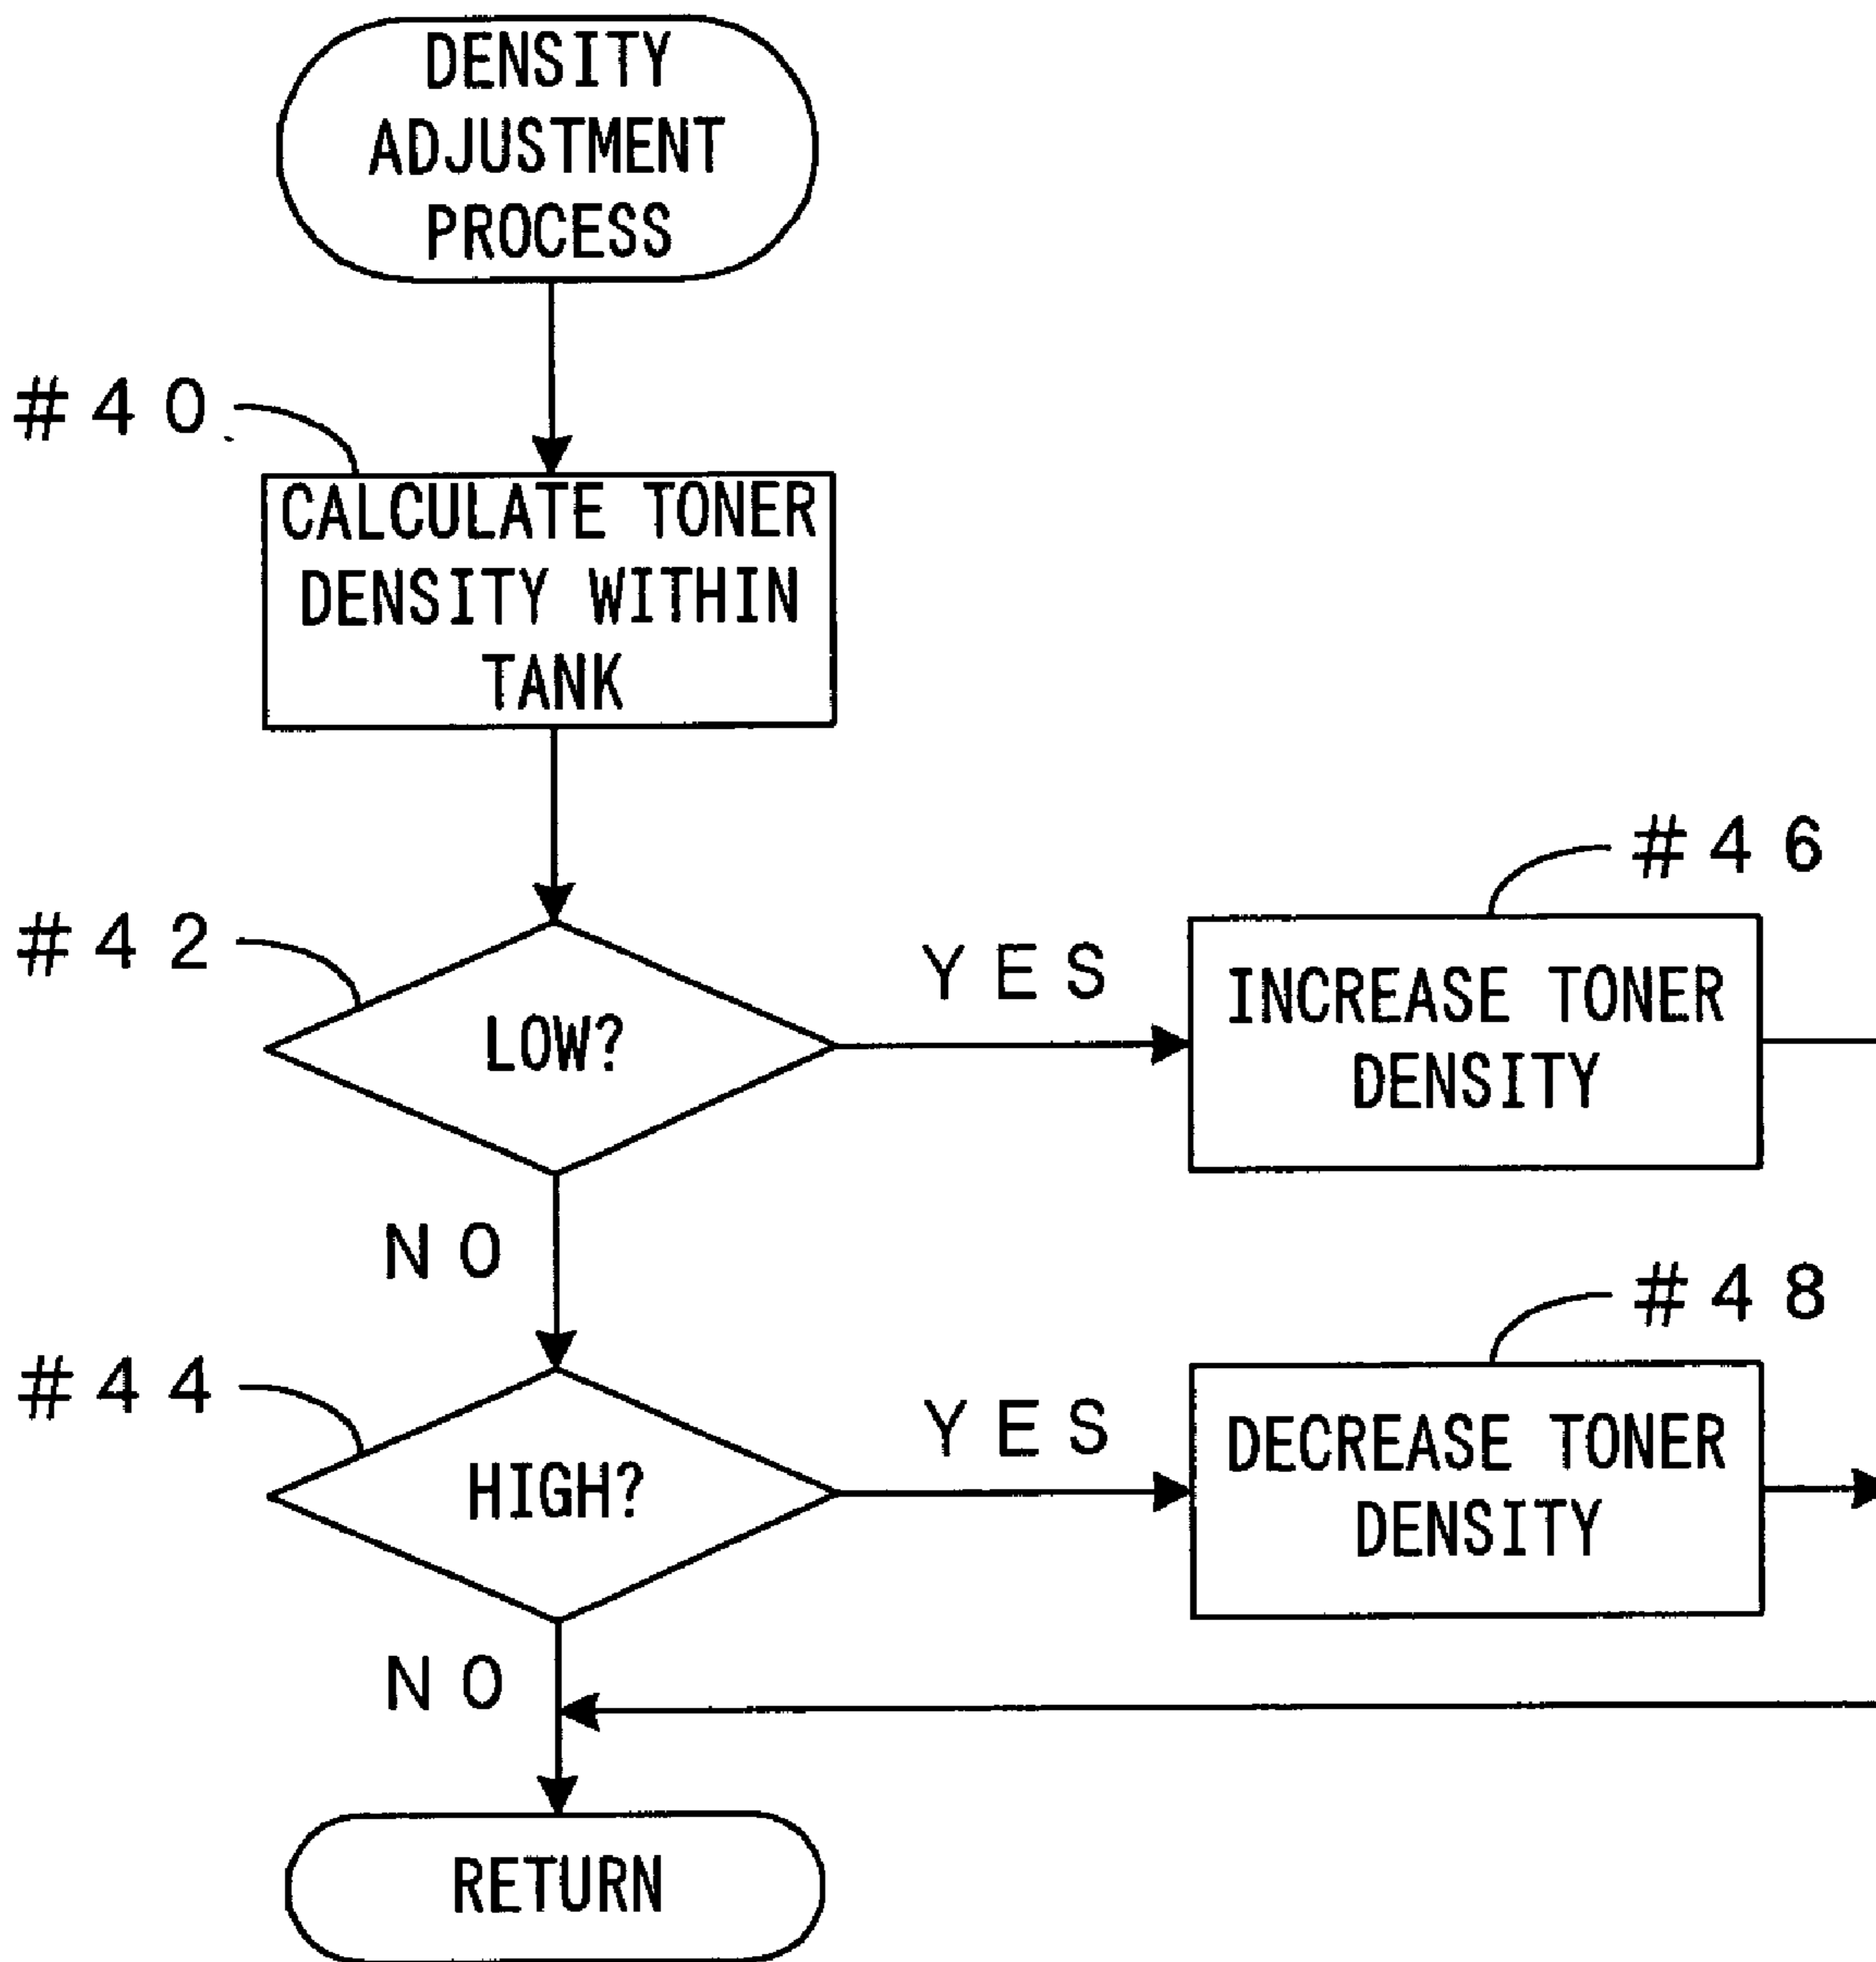 DENSITY
ADJUSTMENT
PROCESS
#40
CALCULATE TONER
DENSITY WITHIN
TANK
#42
LOW?
YES
#46
INCREASE TONER
DENSITY
NO
#44
HIGH?
YES
#48
DECREASE TONER
DENSITY
NO
RETURN